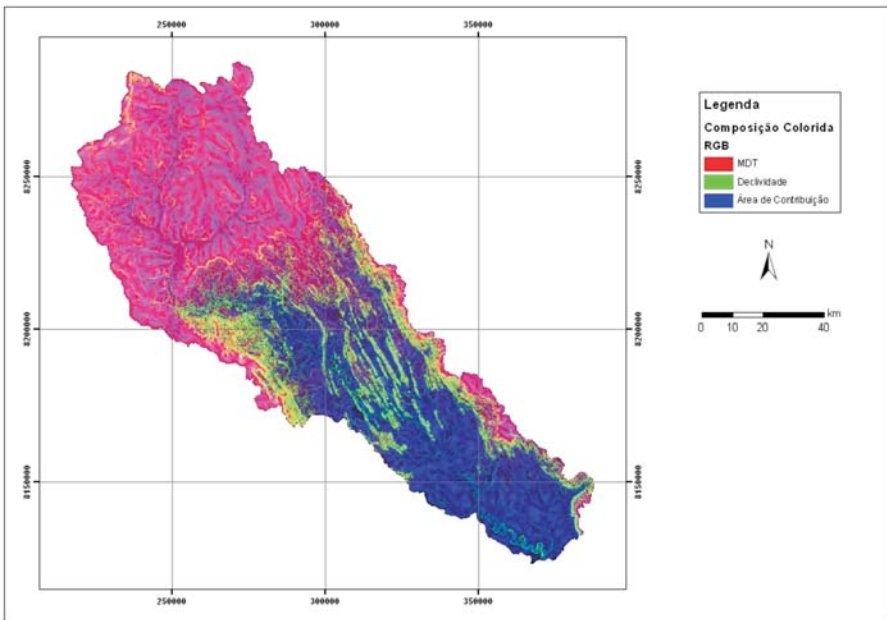 250000 300000 350000
8250000 8250000
8200000 8200000
8150000 8150000
250000 300000 350000
Legenda
Composição Colorida
RGB
MDT
Declividade
Área de Contribuição
N
km
0 10 20 40